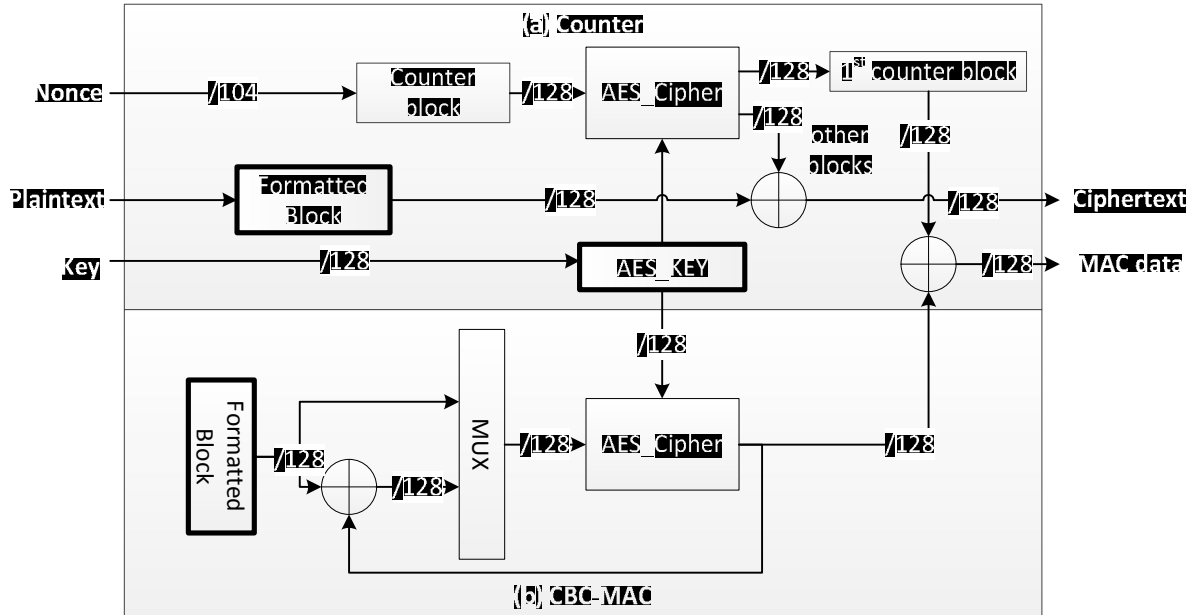 (a) Counter
Nonce
/104
Counter
block
/128
AES_Cipher
/128
1st counter block
/128
other
blocks
/128
Plaintext
Formatted
Block
/128
/128
Ciphertext
Key
/128
AES_KEY
/128
MAC data
/128
Formatted
Block
/128
/128
MUX
/128
AES_Cipher
/128
(b) CBC-MAC